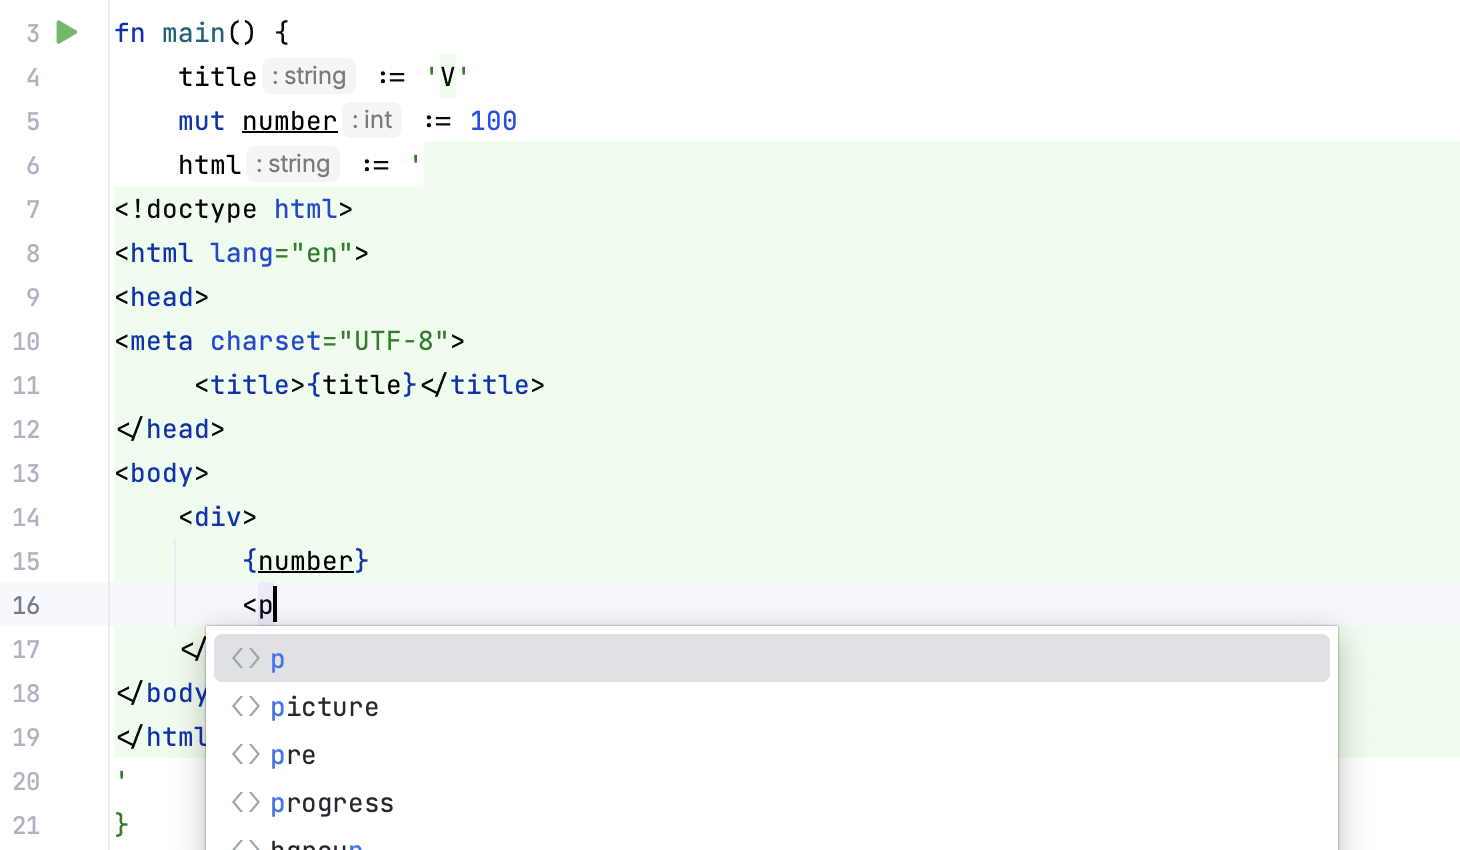 3 fn main() {
4 title : string := 'V'
5 mut number : int := 100
6 html : string := '
7 <!doctype html>
8 <html lang="en">
9 <head>
10 <meta charset="UTF-8">
11 <title>{title}</title>
12 </head>
13 <body>
14 <div>
15 {number}
16 <p
17 </
18 </body
19 </html
20 '
21 }
<> p
<> picture
<> pre
<> progress
<> hgroup